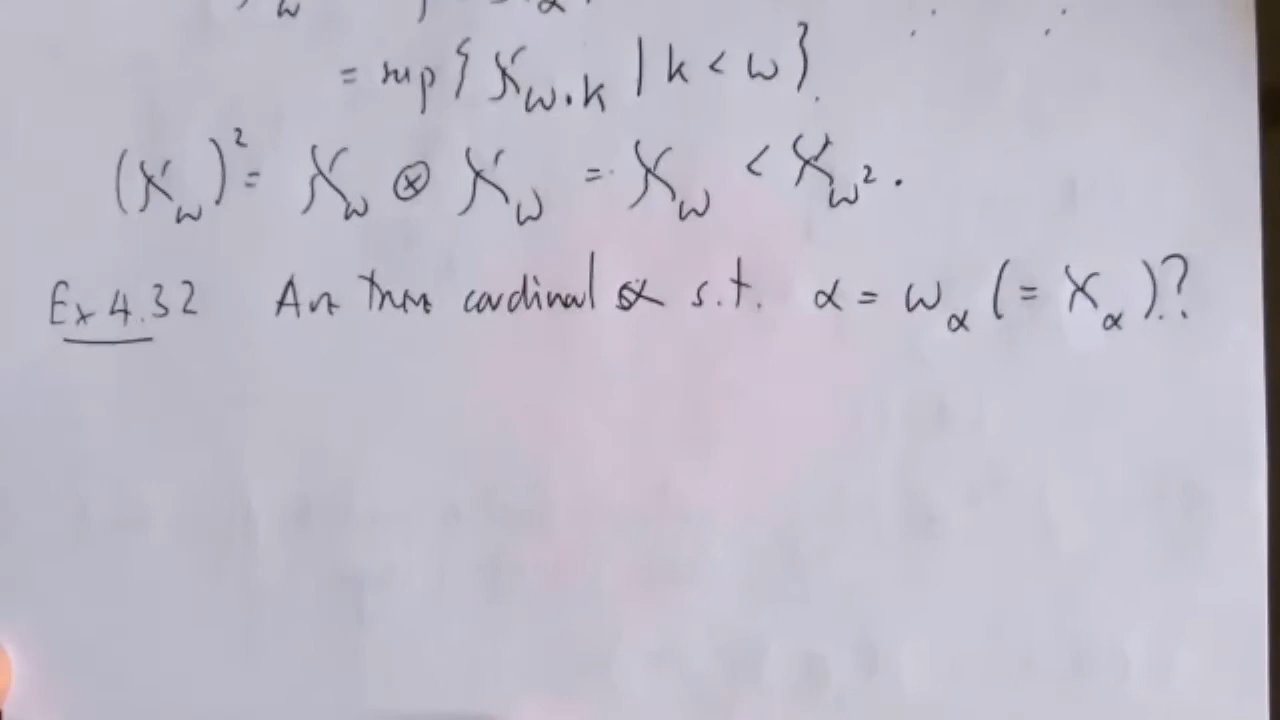 = sup { ℵ_{ω·k} | k < ω }.
(ℵ_ω)² = ℵ_ω ⊗ ℵ_ω = ℵ_ω < ℵ_{ω²}.
Ex 4.32 Are there cardinal α s.t. α = ω_α (= ℵ_α)?